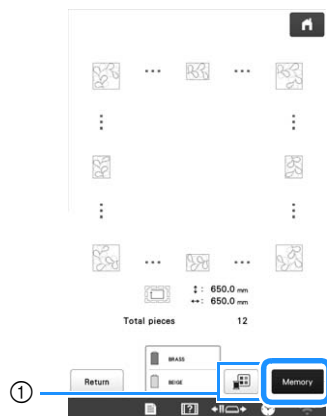 ↕: 650.0 mm
↔: 650.0 mm
Total pieces 12
BRASS
BEIGE
① Return Memory